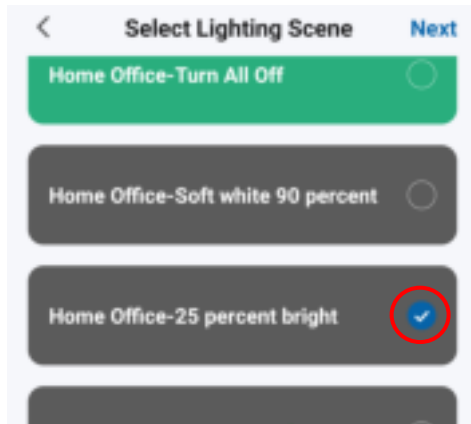 Select Lighting Scene Next
Home Office-Turn All Off
Home Office-Soft white 90 percent
Home Office-25 percent bright